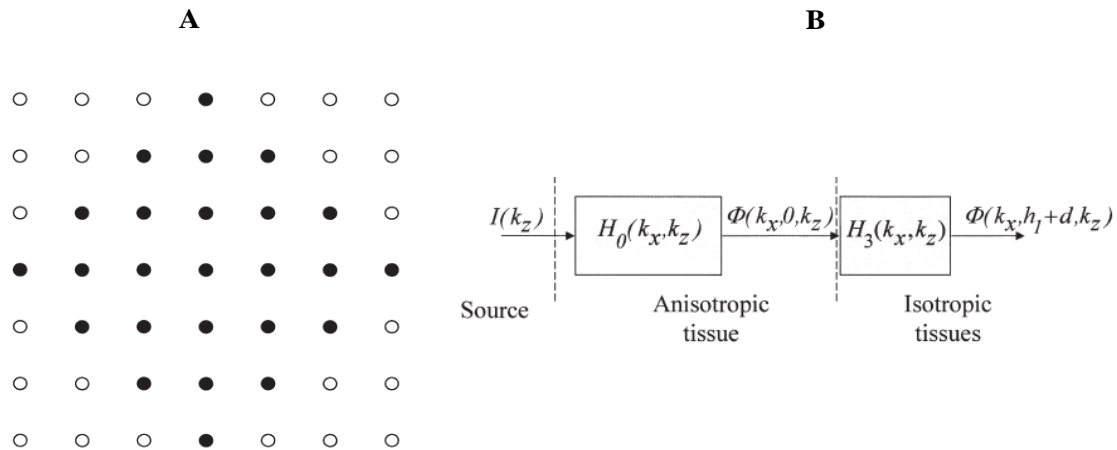 A
B
I(k_z)
H_0(k_x,k_z)
Φ(k_x,0,k_z)
H_3(k_x,k_z)
Φ(k_x,h_1+d,k_z)
Source
Anisotropic
tissue
Isotropic
tissues